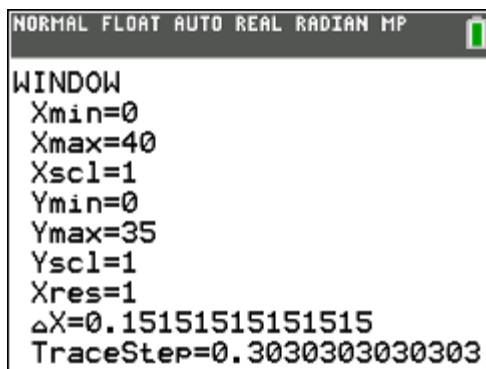 NORMAL FLOAT AUTO REAL RADIAN MP
WINDOW
Xmin=0
Xmax=40
Xscl=1
Ymin=0
Ymax=35
Yscl=1
Xres=1
△X=0.15151515151515
TraceStep=0.3030303030303